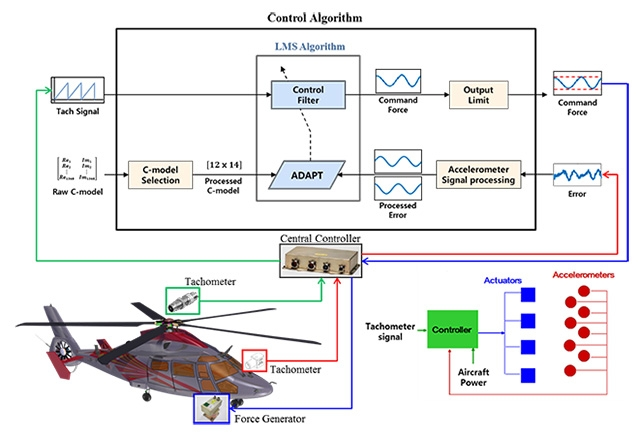 Control Algorithm
LMS Algorithm
Tach Signal
Control
Filter
Command
Force
Output
Limit
Command
Force
Raw C-model
C-model
Selection
[12 x 14]
Processed
C-model
ADAPT
Processed
Error
Accelerometer
Signal processing
Error
Central Controller
Tachometer
Tachometer
Force Generator
Actuators
Accelerometers
Tachometer
signal
Controller
Aircraft
Power